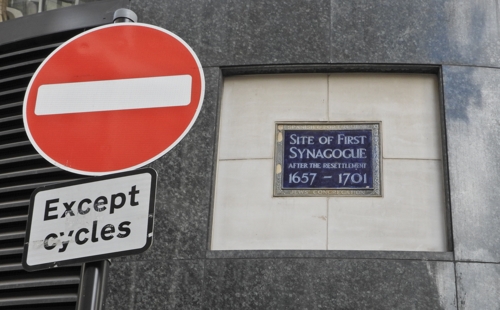 Except
cycles
SITE OF FIRST
SYNAGOGUE
AFTER THE RESETTLEMENT
1657 - 1701